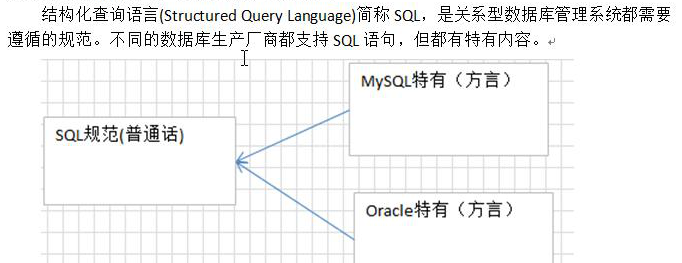 结构化查询语言(Structured Query Language)简称 SQL，是关系型数据库管理系统都需要
遵循的规范。不同的数据库生产厂商都支持 SQL 语句，但都有特有内容。
MySQL特有（方言）
SQL规范(普通话)
Oracle特有（方言）